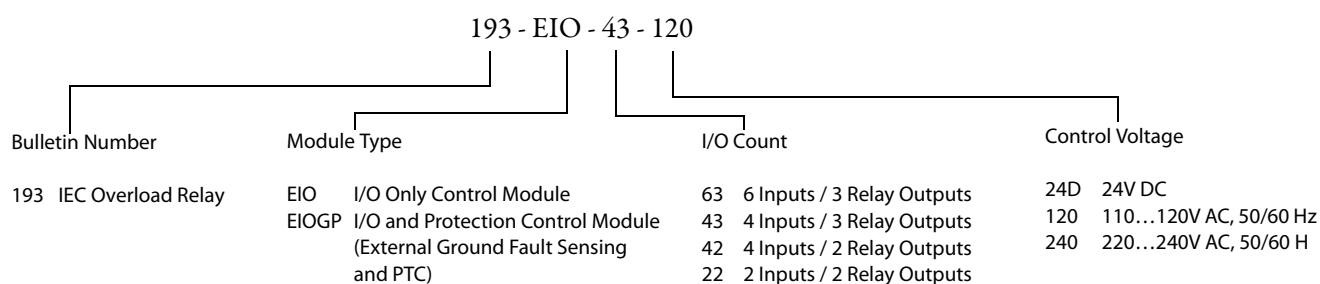 193 - EIO - 43 - 120
Bulletin Number
193 IEC Overload Relay
Module Type
EIO I/O Only Control Module
EIOGP I/O and Protection Control Module
(External Ground Fault Sensing
and PTC)
I/O Count
63 6 Inputs / 3 Relay Outputs
43 4 Inputs / 3 Relay Outputs
42 4 Inputs / 2 Relay Outputs
22 2 Inputs / 2 Relay Outputs
Control Voltage
24D 24V DC
120 110…120V AC, 50/60 Hz
240 220…240V AC, 50/60 H